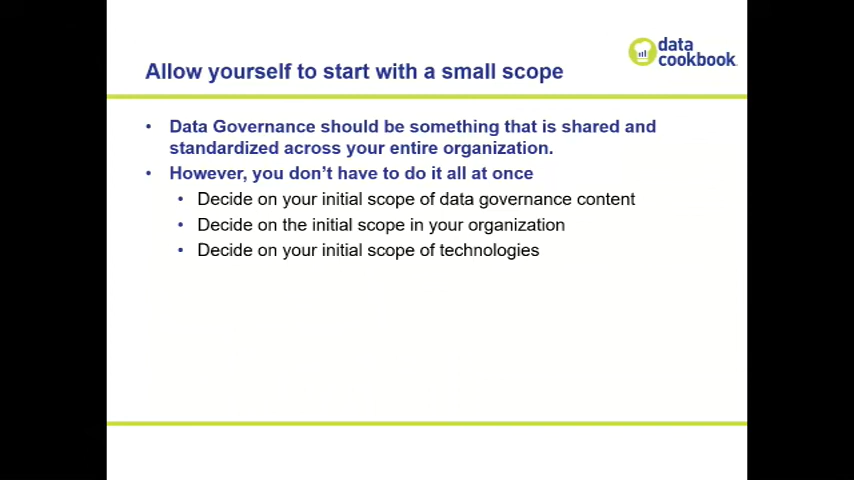 data
cookbook
Allow yourself to start with a small scope
• Data Governance should be something that is shared and
standardized across your entire organization.
• However, you don't have to do it all at once
• Decide on your initial scope of data governance content
• Decide on the initial scope in your organization
• Decide on your initial scope of technologies